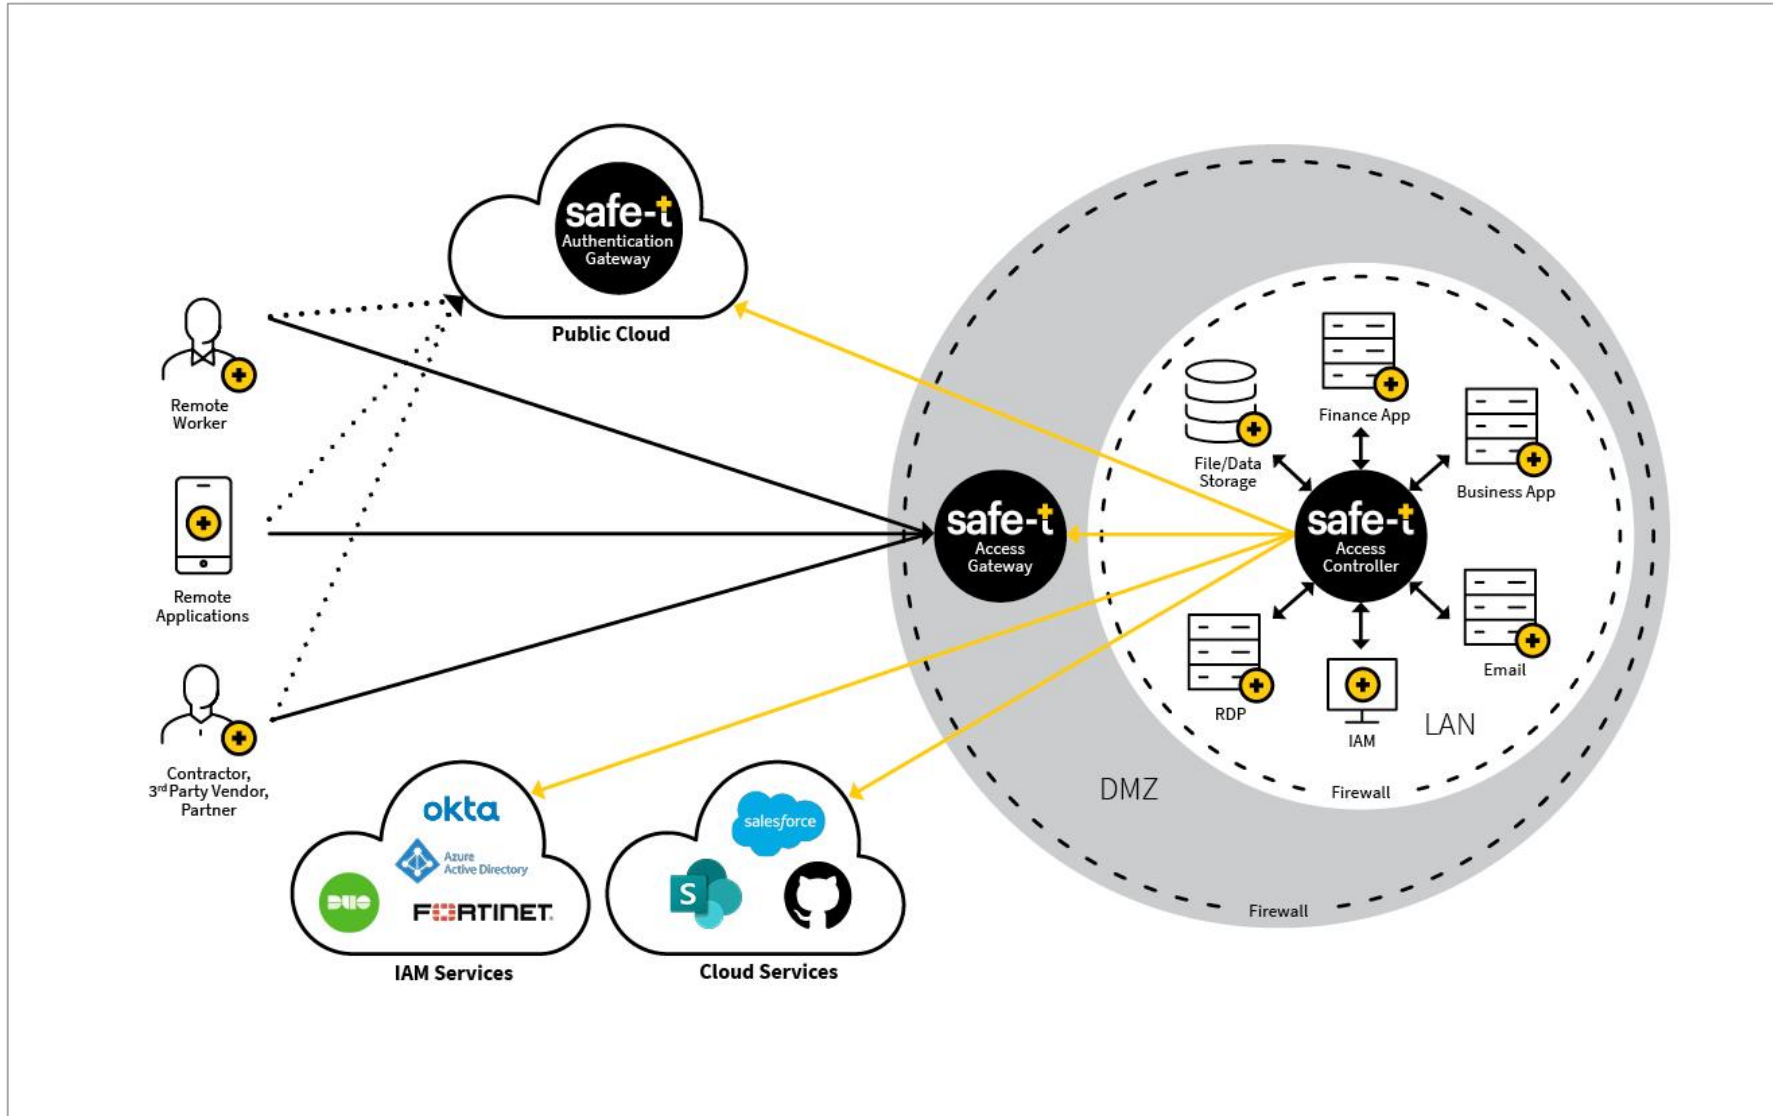 safe-t
Authentication
Gateway
Public Cloud
Remote
Worker
Remote
Applications
Contractor,
3rd Party Vendor,
Partner
safe-t
Access
Gateway
File/Data
Storage
Finance App
Business App
safe-t
Access
Controller
RDP
IAM
Email
LAN
Firewall
DMZ
Firewall
okta
Azure
Active Directory
DUO
FORTINET
IAM Services
salesforce
S
Cloud Services